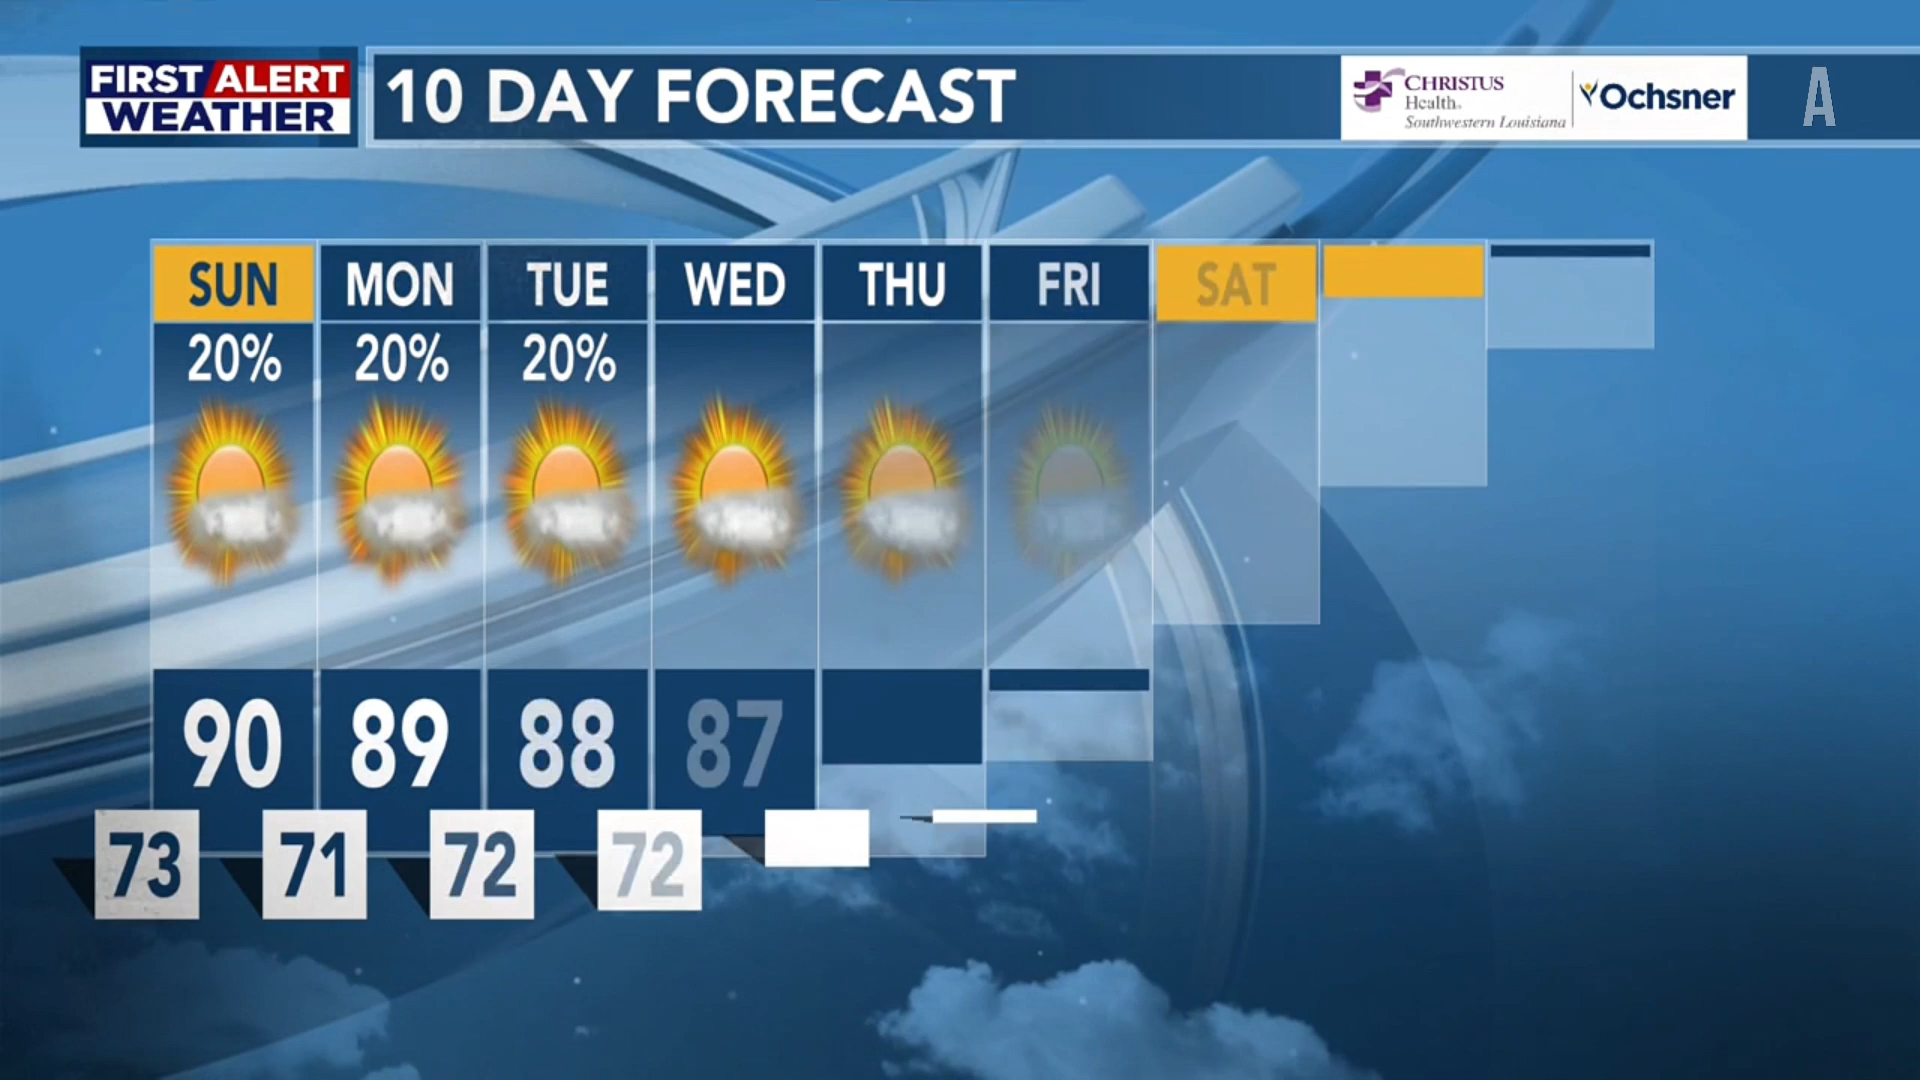 FIRST ALERT
WEATHER
10 DAY FORECAST
CHRISTUS
Health.
Southwestern Louisiana
Ochsner
A
SUN MON TUE WED THU FRI SAT
20% 20% 20%
90 89 88 87
73 71 72 72